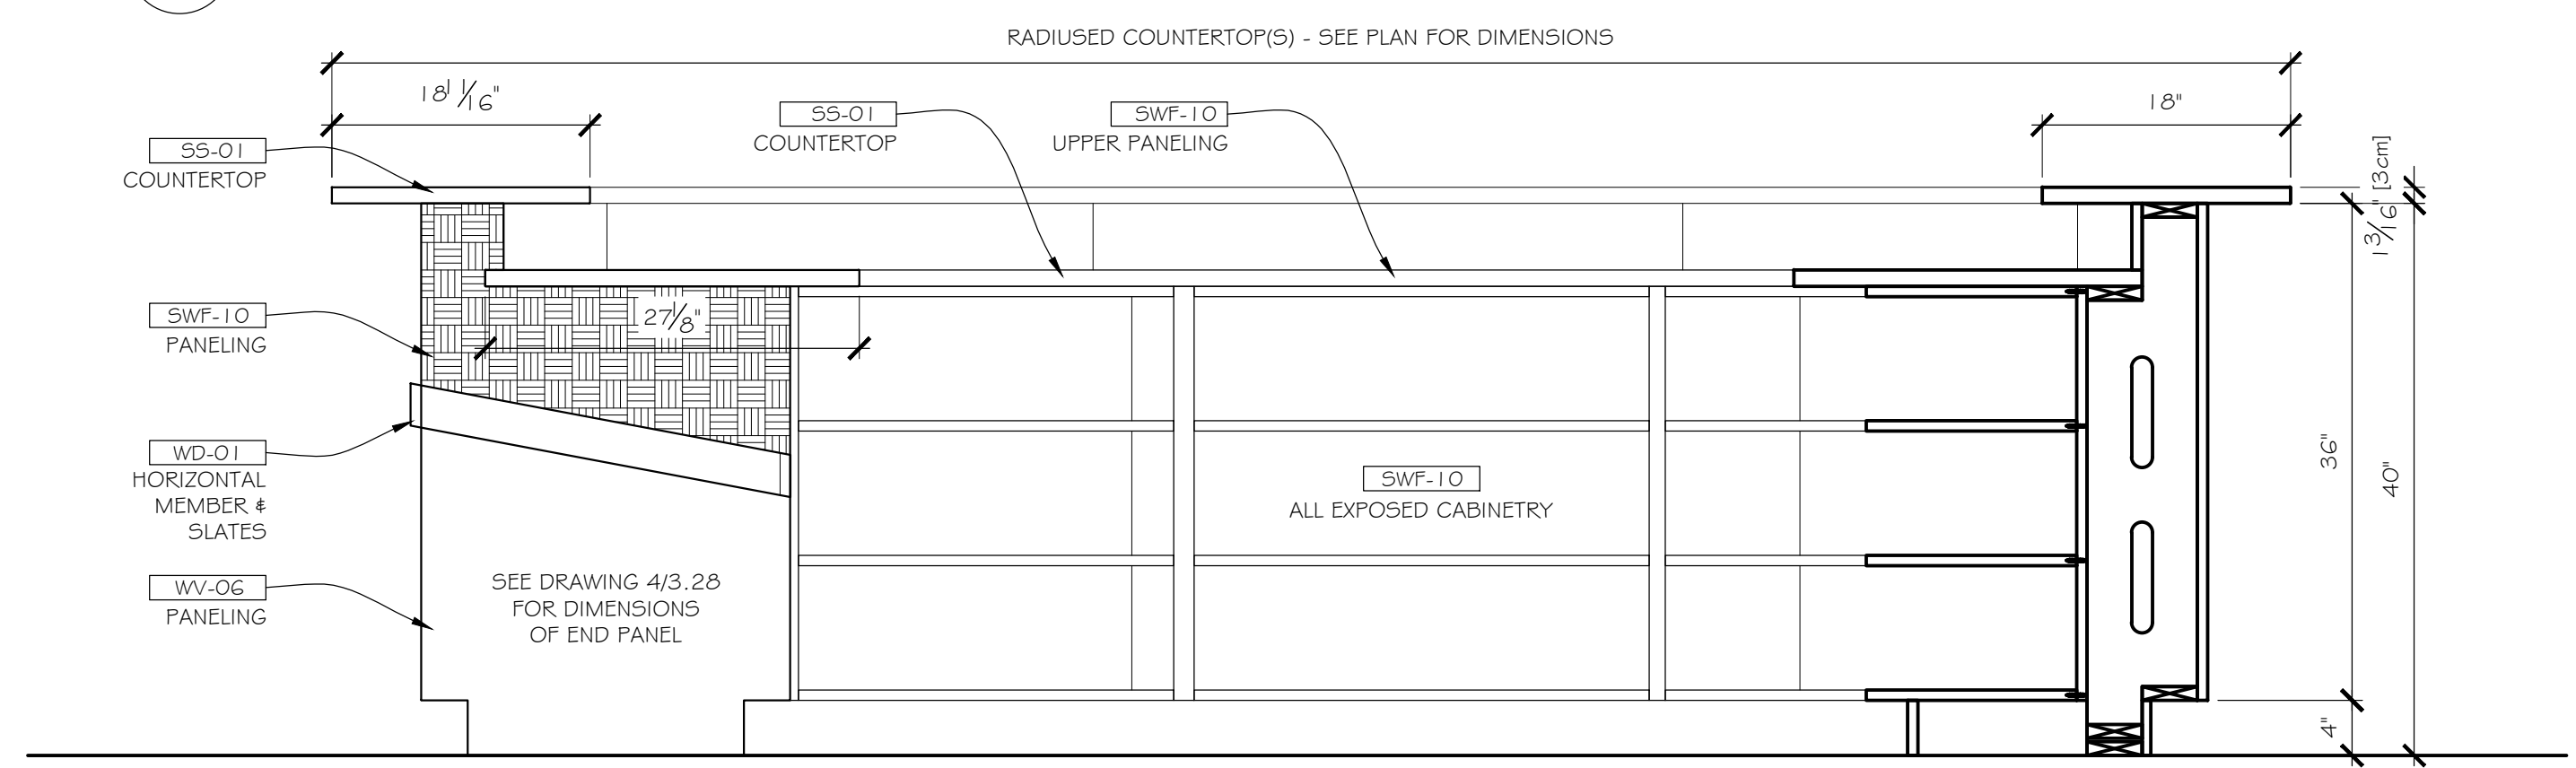 RADIUSED COUNTERTOP(S) - SEE PLAN FOR DIMENSIONS
18 1/16"
18"
SS-01
COUNTERTOP
SWF-10
UPPER PANELING
SS-01
COUNTERTOP
1 3/16" [3cm]
SWF-10
PANELING
27 1/8"
WD-01
HORIZONTAL
MEMBER &
SLATES
SWF-10
ALL EXPOSED CABINETRY
36"
40"
WV-06
PANELING
SEE DRAWING 4/3.28
FOR DIMENSIONS
OF END PANEL
4"